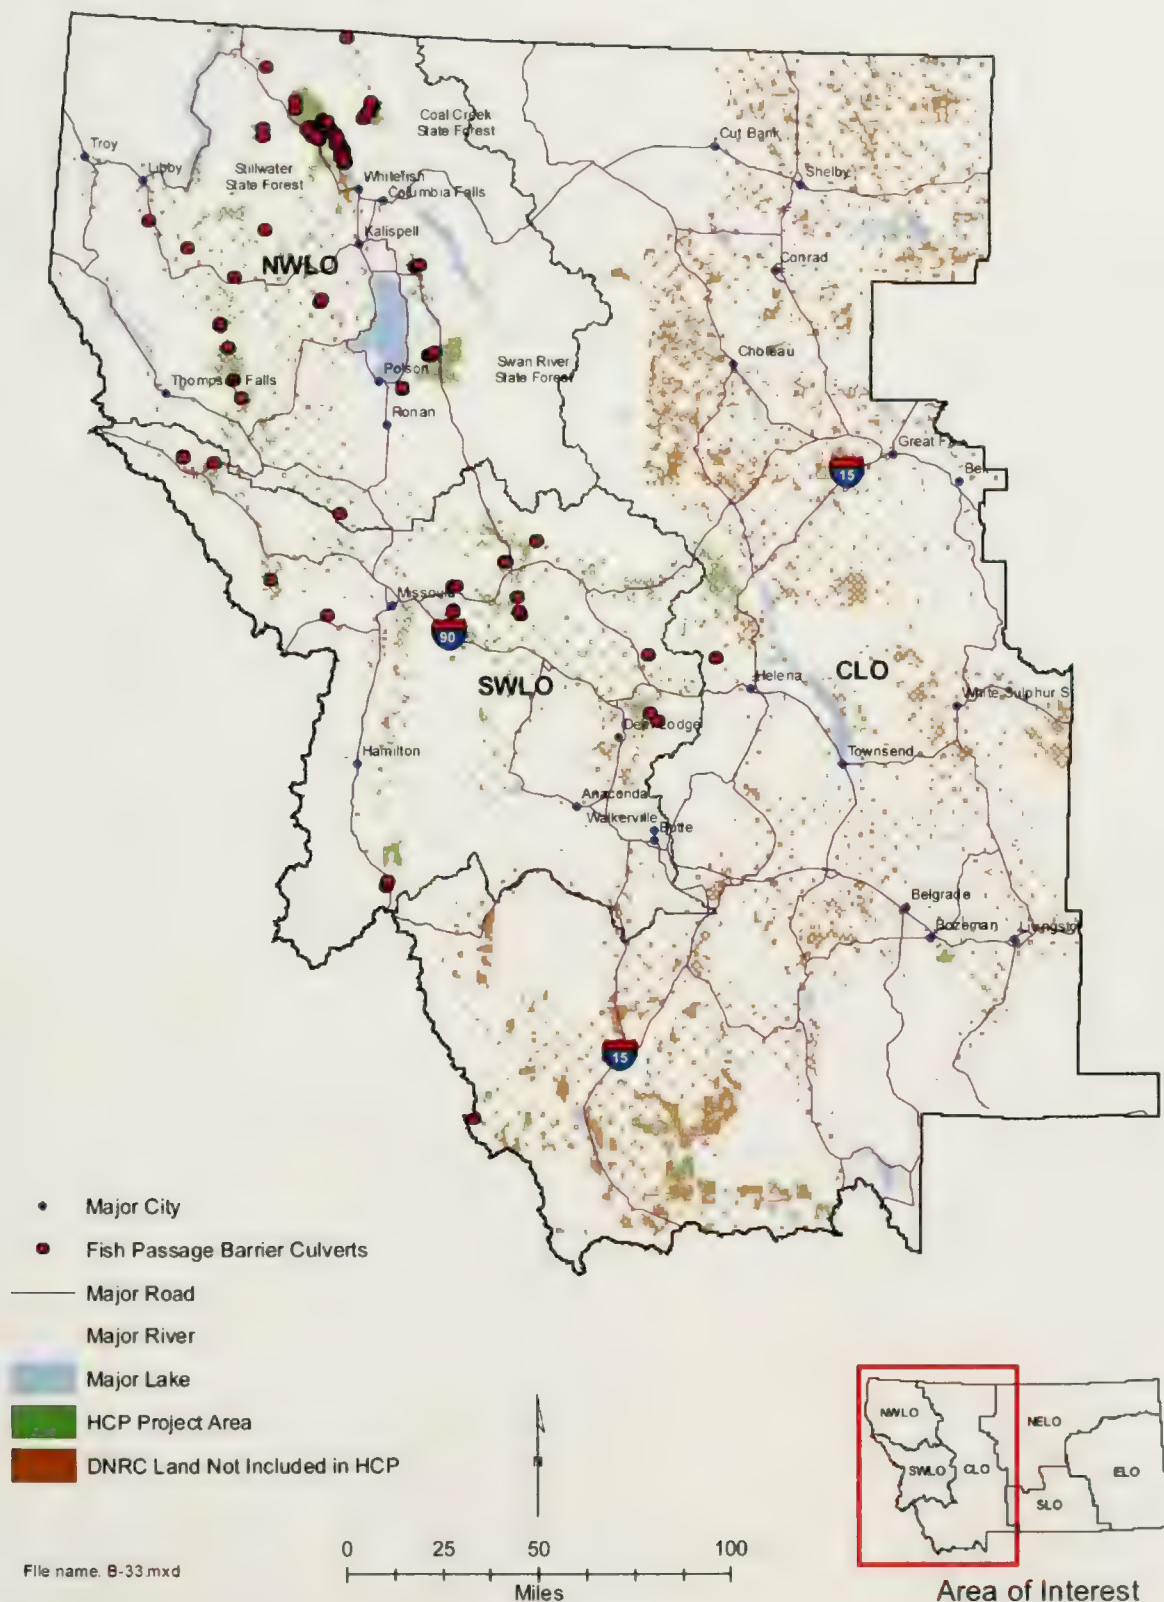 Coal Creek
State Forest
Cut Bank
Troy
Libby
Stillwater
State Forest
Whitefish
Columbia Falls
Shelby
Kalispell
NWLO
Conrad
Choteau
Swan River
State Forest
Thompson Falls
Polson
Ronan
Great F
15
Bel
Missoula
90
SWLO
CLO
Helena
White Sulphur S
Deer Lodge
Hamilton
Townsend
Anaconda
Walkerville
Butte
Belgrade
Bozeman
Livingsto
15
Major City
Fish Passage Barrier Culverts
Major Road
Major River
Major Lake
HCP Project Area
DNRC Land Not Included in HCP
NWLO
NELO
SWLO
CLO
ELO
SLO
File name. B-33.mxd
0 25 50 100
Miles
Area of Interest